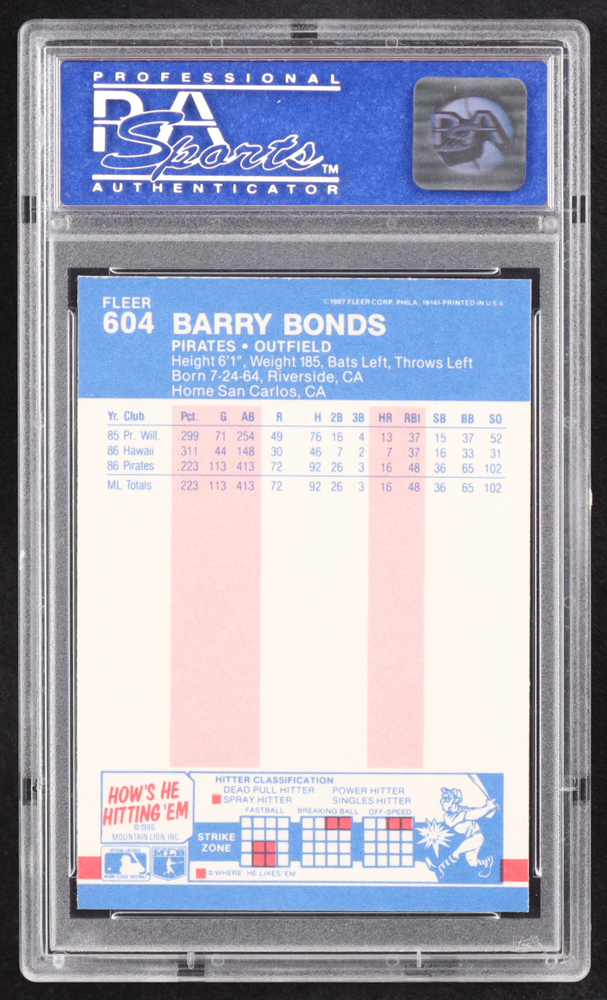 PROFESSIONAL
PSA
Sports™
AUTHENTICATOR
PSA
FLEER
604
©1987 FLEER CORP. PHILA., 19141-PRINTED IN U.S.A.
BARRY BONDS
PIRATES • OUTFIELD
Height 6'1", Weight 185, Bats Left, Throws Left
Born 7-24-64, Riverside, CA
Home San Carlos, CA
Yr. Club Pct. G AB R H 2B 3B HR RBI SB BB SO
85 Pr. Will. .299 71 254 49 76 16 4 13 37 15 37 52
86 Hawaii .311 44 148 30 46 7 2 7 37 16 33 31
86 Pirates .223 113 413 72 92 26 3 16 48 36 65 102
ML Totals .223 113 413 72 92 26 3 16 48 36 65 102
HOW'S HE
HITTING 'EM
©1986
MOUNTAIN LION INC.
HITTER CLASSIFICATION
DEAD PULL HITTER POWER HITTER
SPRAY HITTER SINGLES HITTER
FASTBALL BREAKING BALL OFF-SPEED
STRIKE
ZONE
= WHERE HE LIKES 'EM